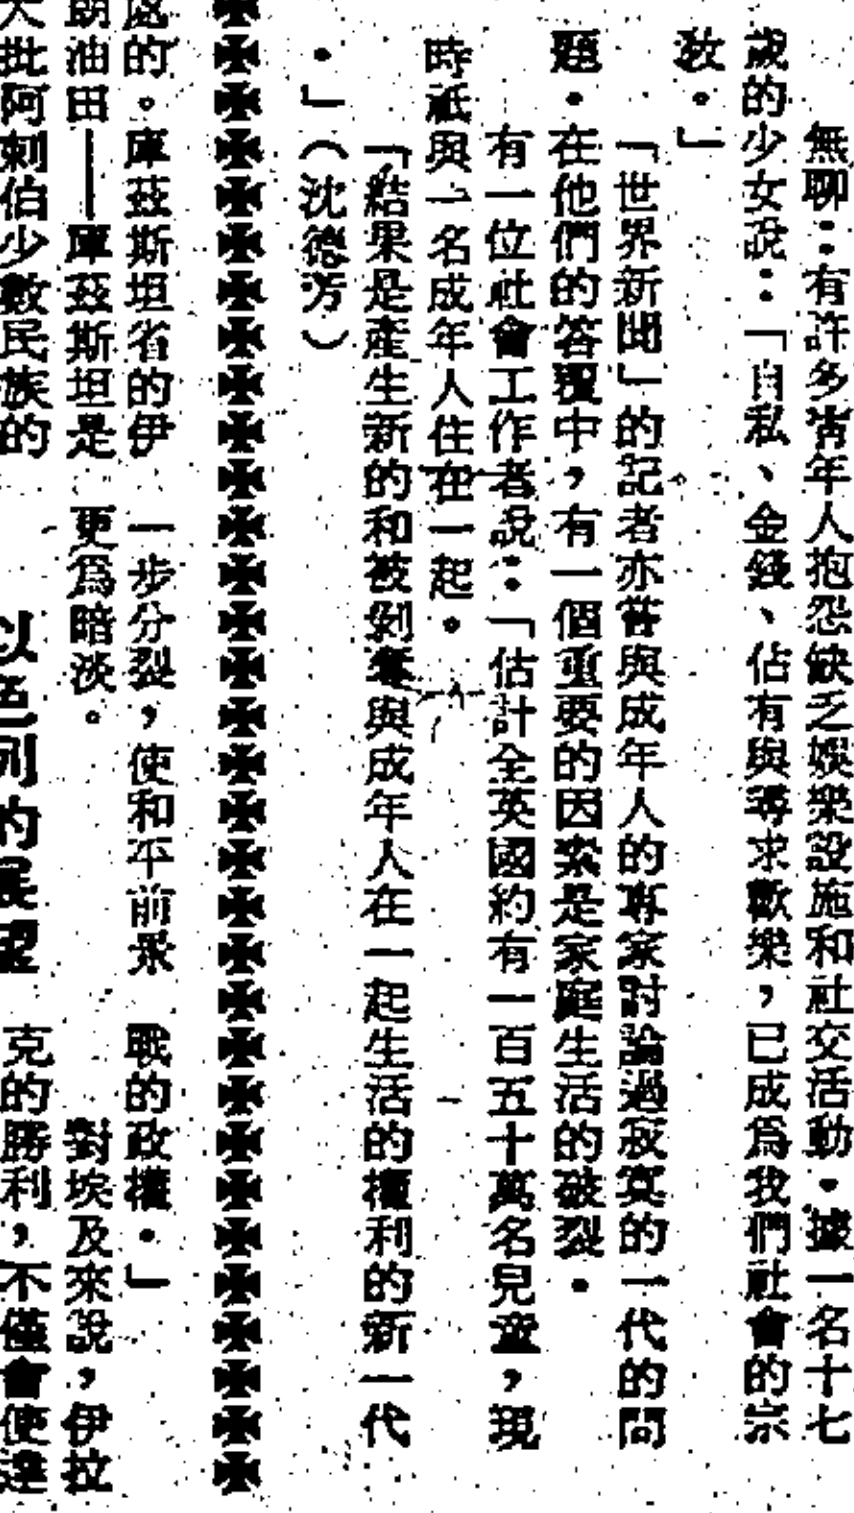 無聊：有許多青年人抱怨缺乏娛樂設施和社交活動。據一名十七
歲的少女說：「自私、金錢、佔有與尋求歡樂，已成爲我們社會的宗
教。」
「世界新聞」的記者亦嘗與成年人的專家討論過寂寞的一代的問
題。在他們的答覆中，有一個重要的因素是家庭生活的破裂。
有一位社會工作者說：「估計全英國約有一百五十萬名兒童，現
時祇與一名成年人住在一起。
「結果是產生新的和被剝奪與成年人在一起生活的權利的新一代
。」（沈德芳）
處的。庫茲斯坦省的伊
朗油田——庫茲斯坦是
大批阿剌伯少數民族的
一步分裂，使和平前景
更爲暗淡。
以色列的展望
戰的政權。」
對埃及來說，伊拉
克的勝利，不僅會使達